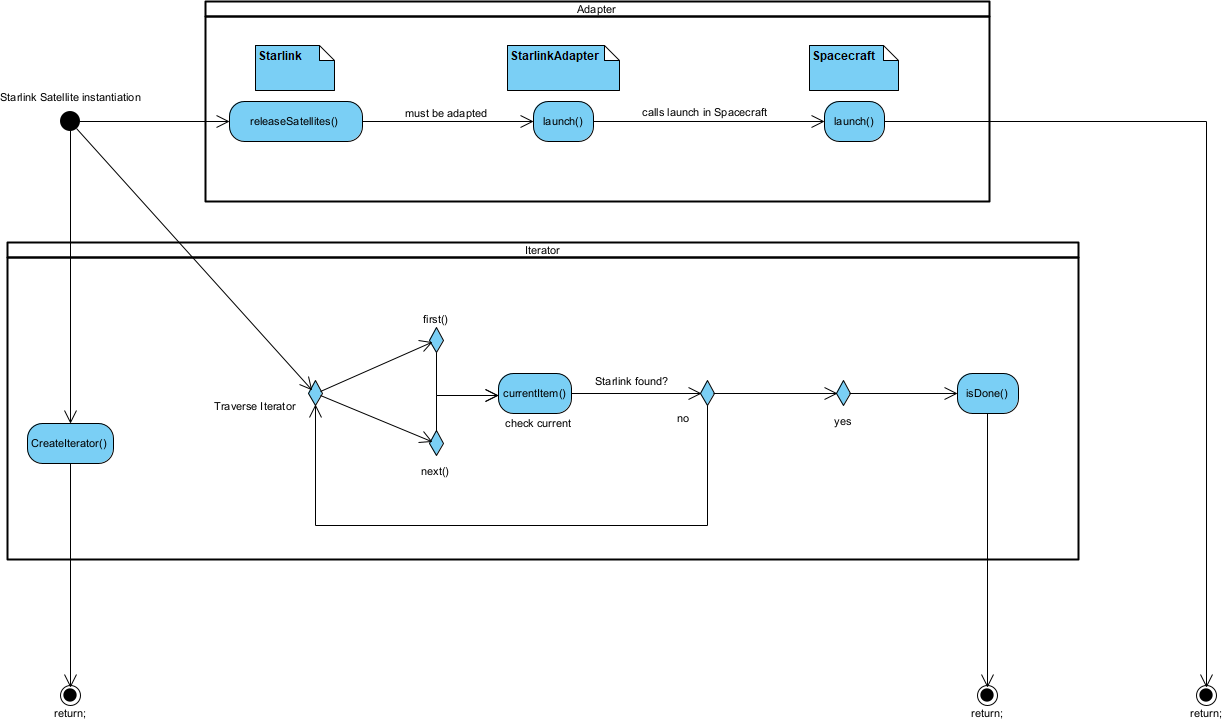 Adapter
Starlink
StarlinkAdapter
Spacecraft
Starlink Satellite instantiation
releaseSatellites()
must be adapted
launch()
calls launch in Spacecraft
launch()
Iterator
first()
Traverse Iterator
currentItem()
check current
Starlink found?
no
yes
isDone()
CreateIterator()
next()
return;
return;
return;